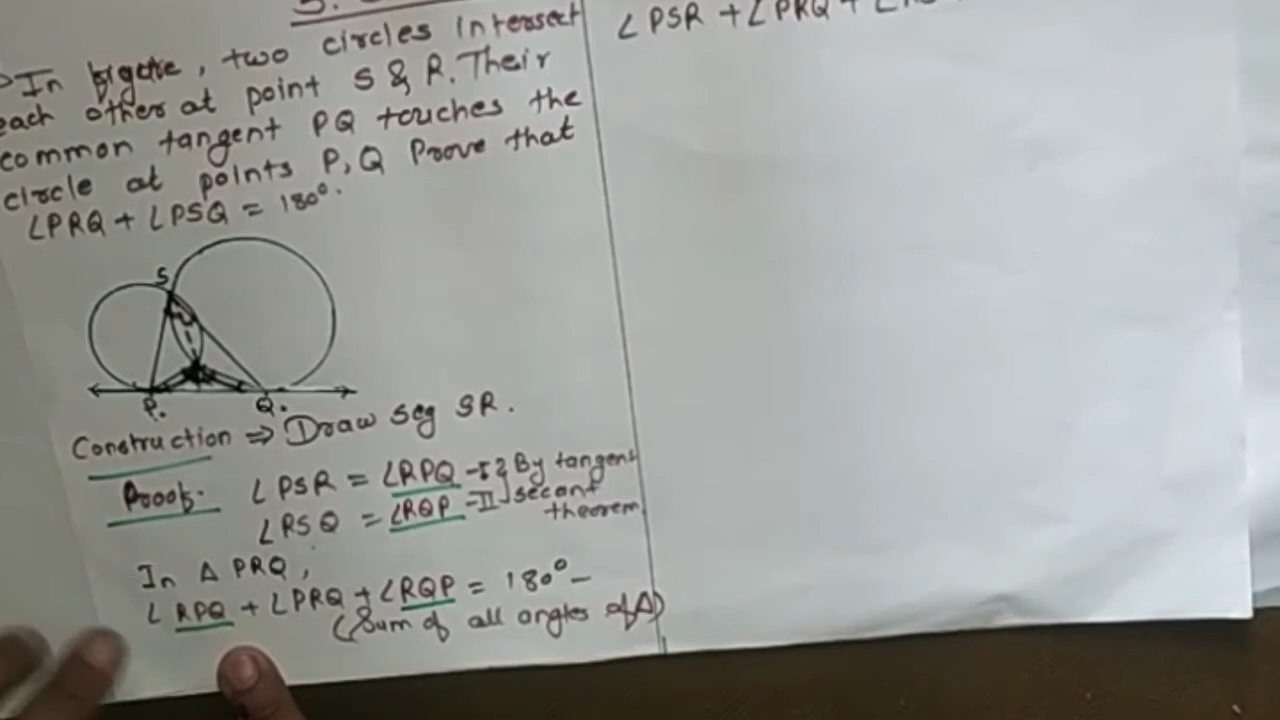 In figure, two circles intersect
each other at point S & R. Their
common tangent PQ touches the
circle at points P, Q Prove that
∠PRQ + ∠PSQ = 180°.
S
P. Q.
Construction ⇒ Draw seg SR.
Proof:- ∠PSR = ∠RPQ -I } By tangent
∠RSQ = ∠RQP -II secant
theorem
In Δ PRQ,
∠RPQ + ∠PRQ + ∠RQP = 180° -
(Sum of all angles of Δ)
∠PSR + ∠PRQ +